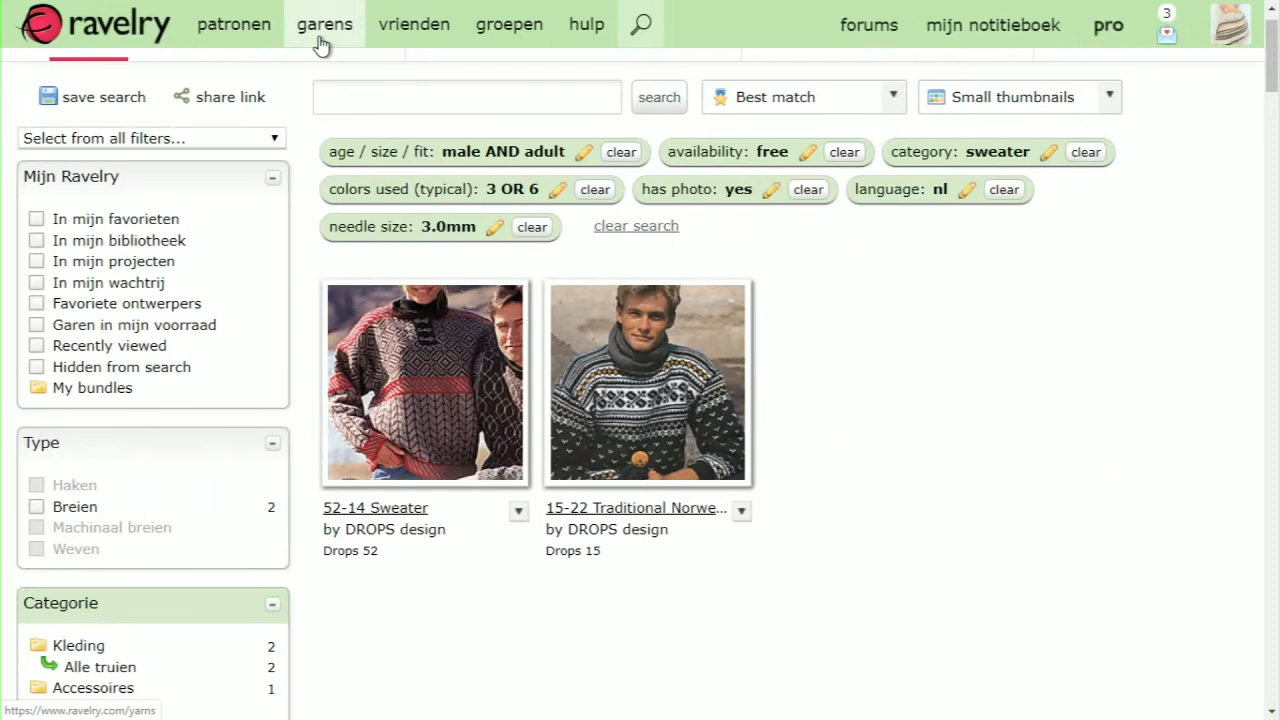 ravelry patronen garens vrienden groepen hulp forums mijn notitieboek pro 3
save search share link search Best match Small thumbnails
Select from all filters...
age / size / fit: male AND adult clear availability: free clear category: sweater clear
colors used (typical): 3 OR 6 clear has photo: yes clear language: nl clear
needle size: 3.0mm clear clear search
Mijn Ravelry
In mijn favorieten
In mijn bibliotheek
In mijn projecten
In mijn wachtrij
Favoriete ontwerpers
Garen in mijn voorraad
Recently viewed
Hidden from search
My bundles
Type
Haken
Breien 2
Machinaal breien
Weven
Categorie
Kleding 2
Alle truien 2
Accessoires 1
52-14 Sweater
by DROPS design
Drops 52
15-22 Traditional Norwe...
by DROPS design
Drops 15
https://www.ravelry.com/yarns